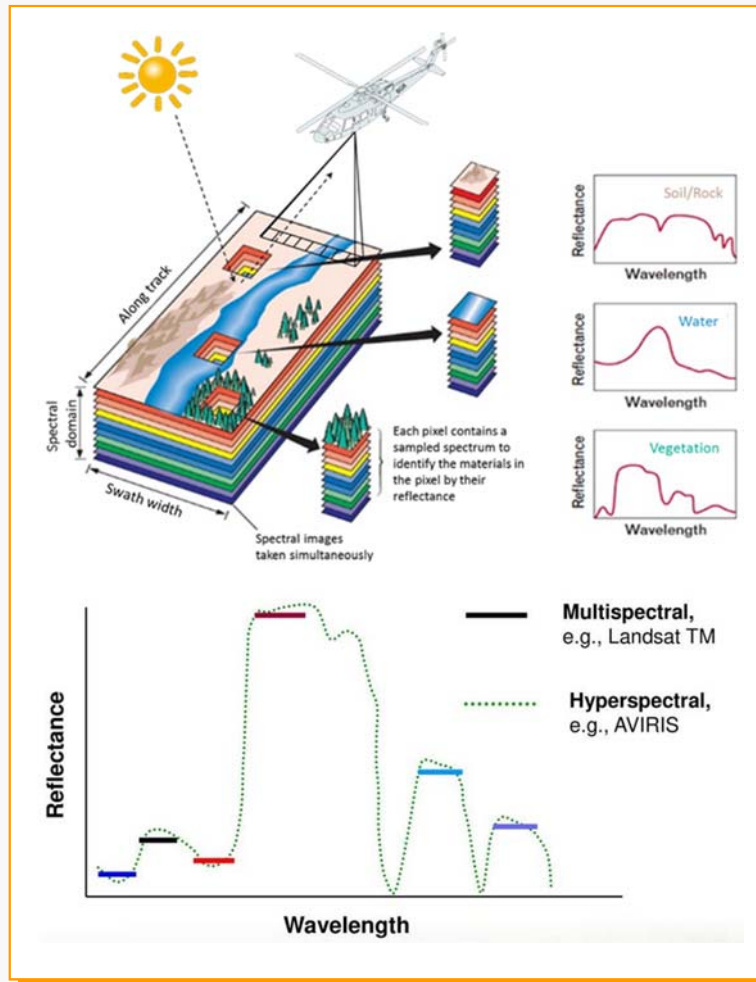 Along track
Spectral
domain
Swath width
Spectral images
taken simultaneously
Each pixel contains a
sampled spectrum to
identify the materials in
the pixel by their
reflectance
Reflectance
Soil/Rock
Wavelength
Reflectance
Water
Wavelength
Reflectance
Vegetation
Wavelength
Reflectance
Wavelength
Multispectral,
e.g., Landsat TM
Hyperspectral,
e.g., AVIRIS